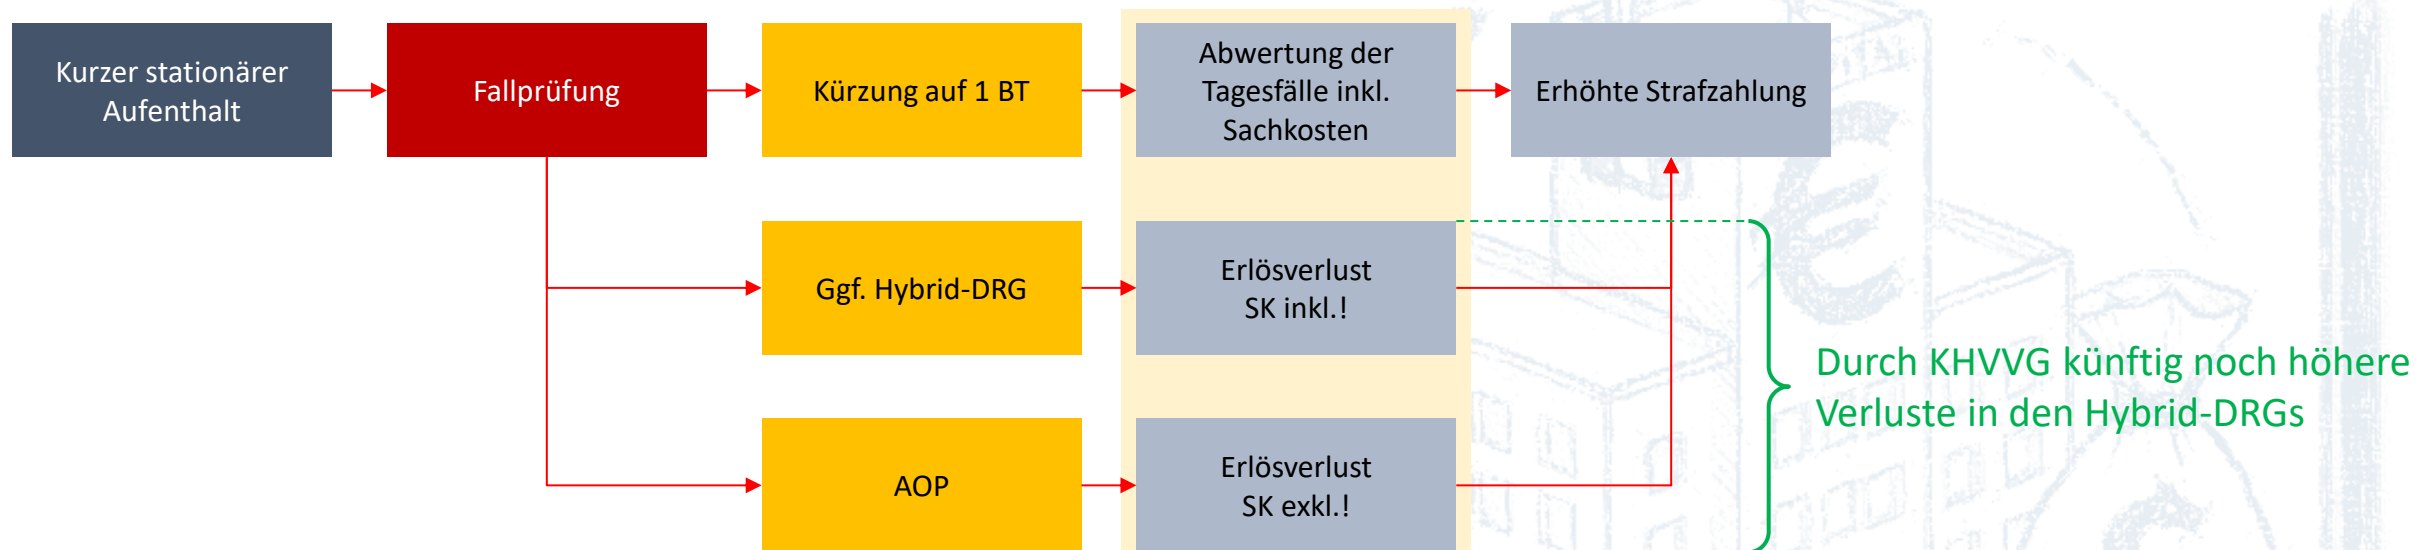 Kurzer stationärer
Aufenthalt
Fallprüfung
Kürzung auf 1 BT
Abwertung der
Tagesfälle inkl.
Sachkosten
Erhöhte Strafzahlung
Ggf. Hybrid-DRG
Erlösverlust
SK inkl.!
Durch KHVVG künftig noch höhere
Verluste in den Hybrid-DRGs
AOP
Erlösverlust
SK exkl.!